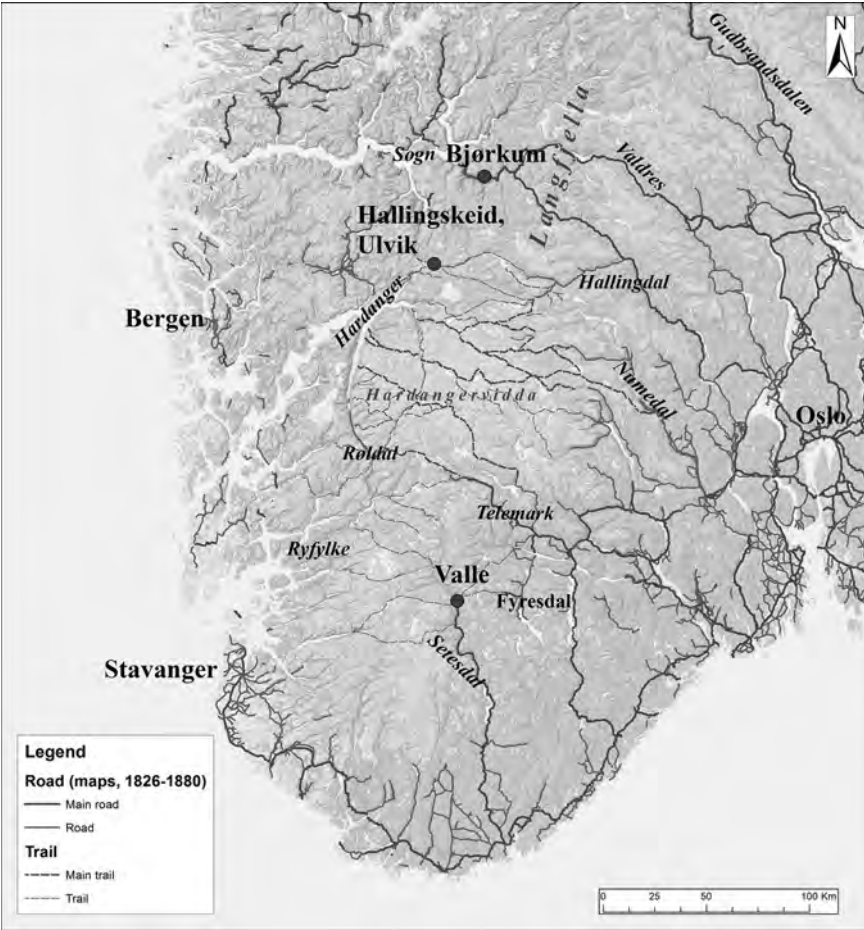 N
Gudbrandsdalen
Langfjella
Sogn
Bjørkum
Valdres
Hallingskeid,
Ulvik
Hallingdal
Hardanger
Bergen
Numedal
Hardangervidda
Oslo
Røldal
Telemark
Ryfylke
Valle
Fyresdal
Setesdal
Stavanger
Legend
Road (maps, 1826-1880)
Main road
Road
Trail
Main trail
Trail
0 25 50 100 Km